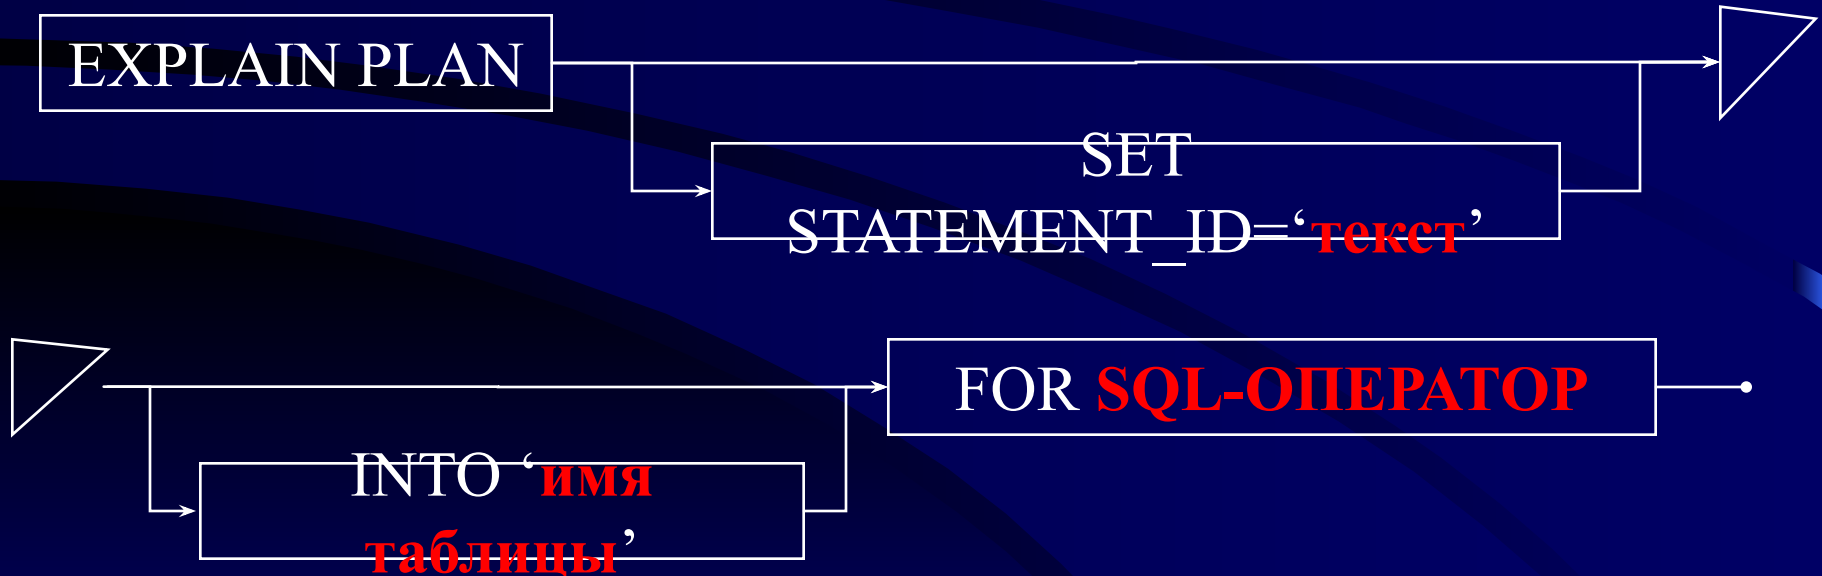 EXPLAIN PLAN
SET
STATEMENT_ID=‘текст’
FOR SQL-ОПЕРАТОР
INTO ‘имя
таблицы’